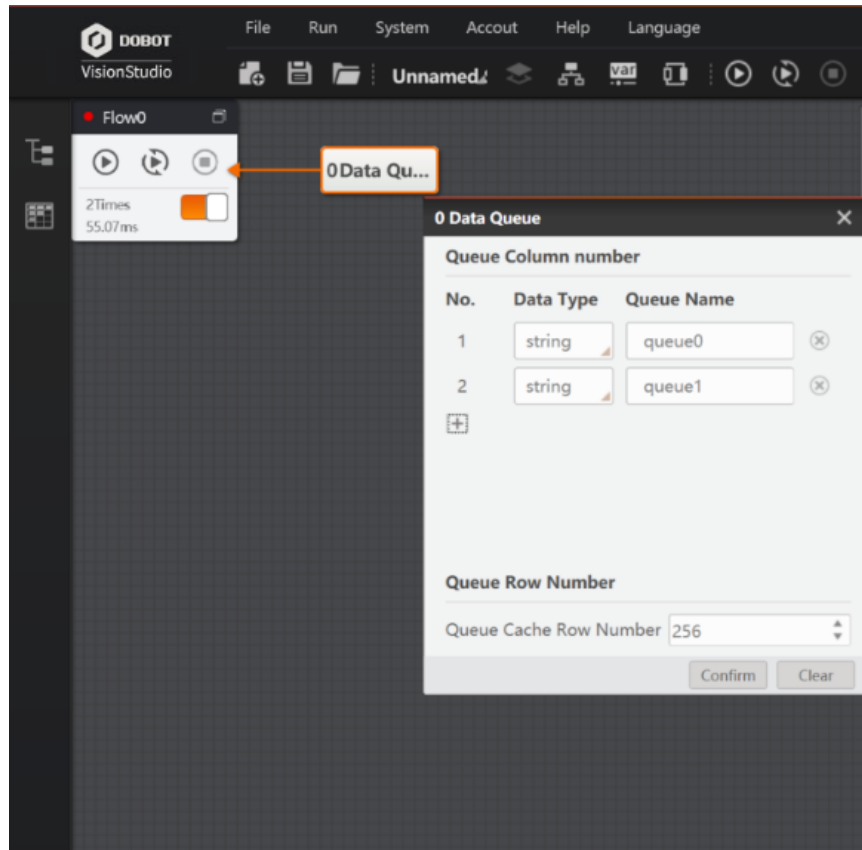 File Run System Accout Help Language
DOBOT
VisionStudio
Unnamed
var
Flow0
0Data Qu...
2Times
55.07ms
0 Data Queue
Queue Column number
No. Data Type Queue Name
1 string queue0
2 string queue1
Queue Row Number
Queue Cache Row Number 256
Confirm Clear